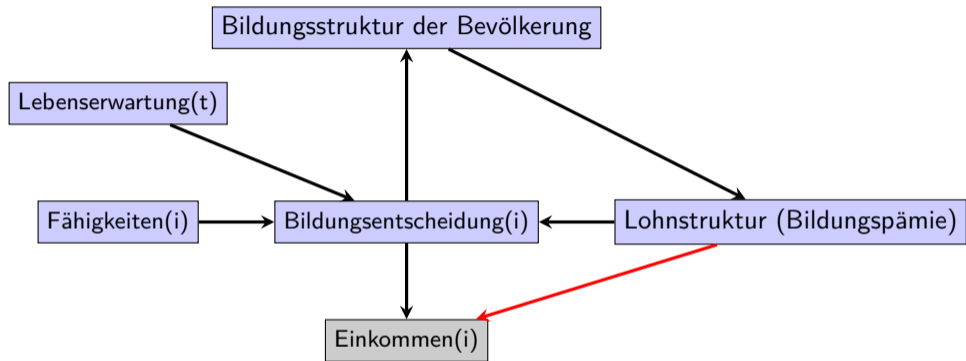 Bildungsstruktur der Bevölkerung
Lebenserwartung(t)
Fähigkeiten(i)
Bildungsentscheidung(i)
Lohnstruktur (Bildungspämie)
Einkommen(i)